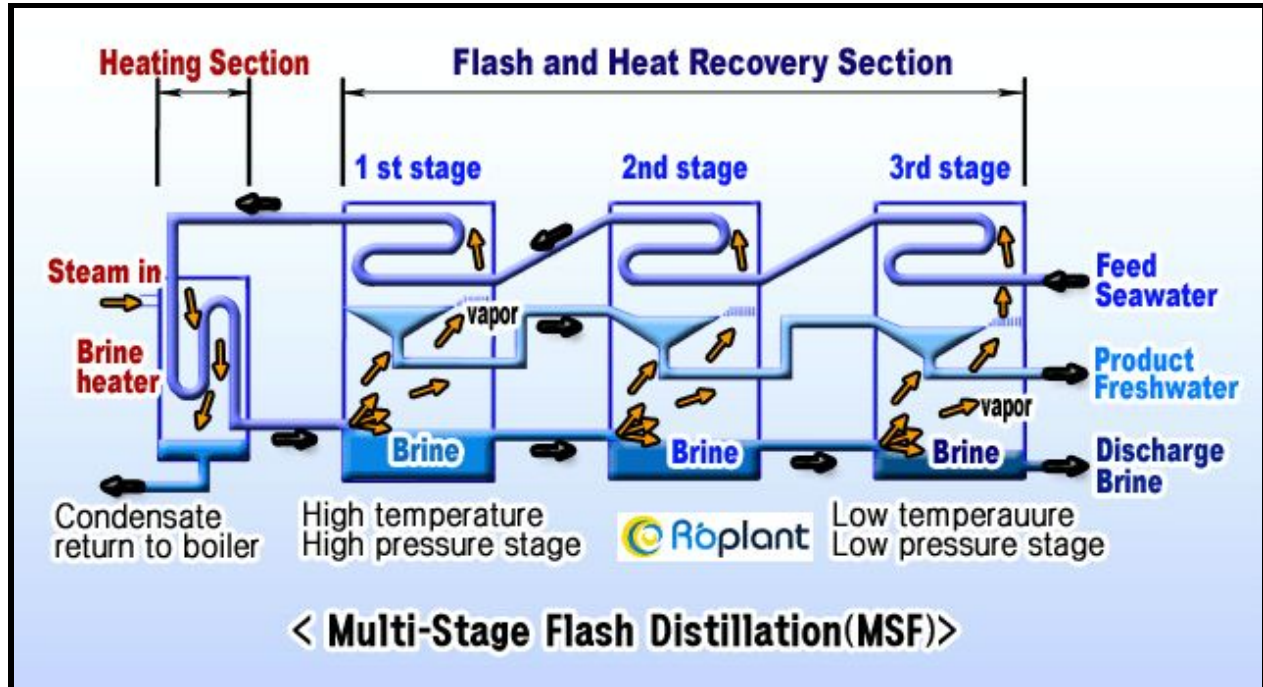 Heating Section
Flash and Heat Recovery Section
1 st stage
2nd stage
3rd stage
Steam in
Feed
Seawater
vapor
Brine
heater
Product
Freshwater
vapor
Brine
Brine
Brine
Discharge
Brine
Condensate
return to boiler
High temperature
High pressure stage
Roplant
Low temperauure
Low pressure stage
< Multi-Stage Flash Distillation(MSF)>